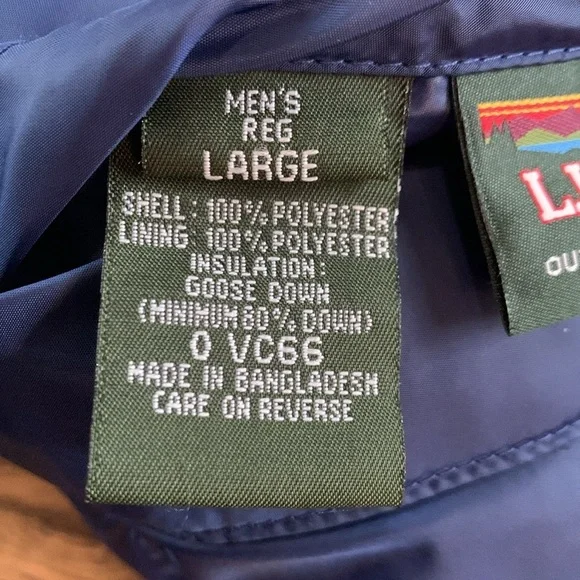 MEN'S
REG
LARGE
SHELL: 100% POLYESTER
LINING 100% POLYESTER
INSULATION:
GOOSE DOWN
(MINIMUM 80% DOWN)
0 VC66
MADE IN BANGLADESH
CARE ON REVERSE
L.L
OU